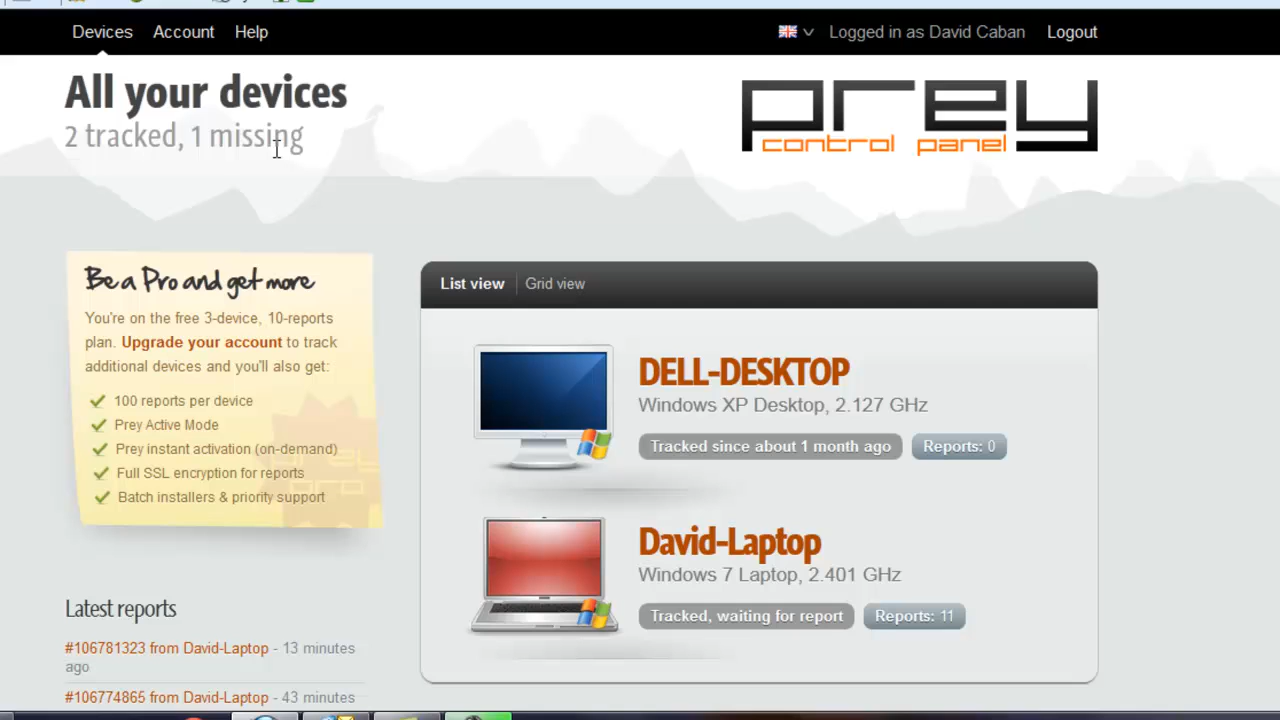 Devices Account Help
Logged in as David Caban Logout
All your devices
2 tracked, 1 missing
prey
control panel
Be a Pro and get more
You're on the free 3-device, 10-reports
plan. Upgrade your account to track
additional devices and you'll also get:
100 reports per device
Prey Active Mode
Prey instant activation (on-demand)
Full SSL encryption for reports
Batch installers & priority support
Latest reports
#106781323 from David-Laptop - 13 minutes
ago
#106774865 from David-Laptop - 43 minutes
List view Grid view
DELL-DESKTOP
Windows XP Desktop, 2.127 GHz
Tracked since about 1 month ago Reports: 0
David-Laptop
Windows 7 Laptop, 2.401 GHz
Tracked, waiting for report Reports: 11